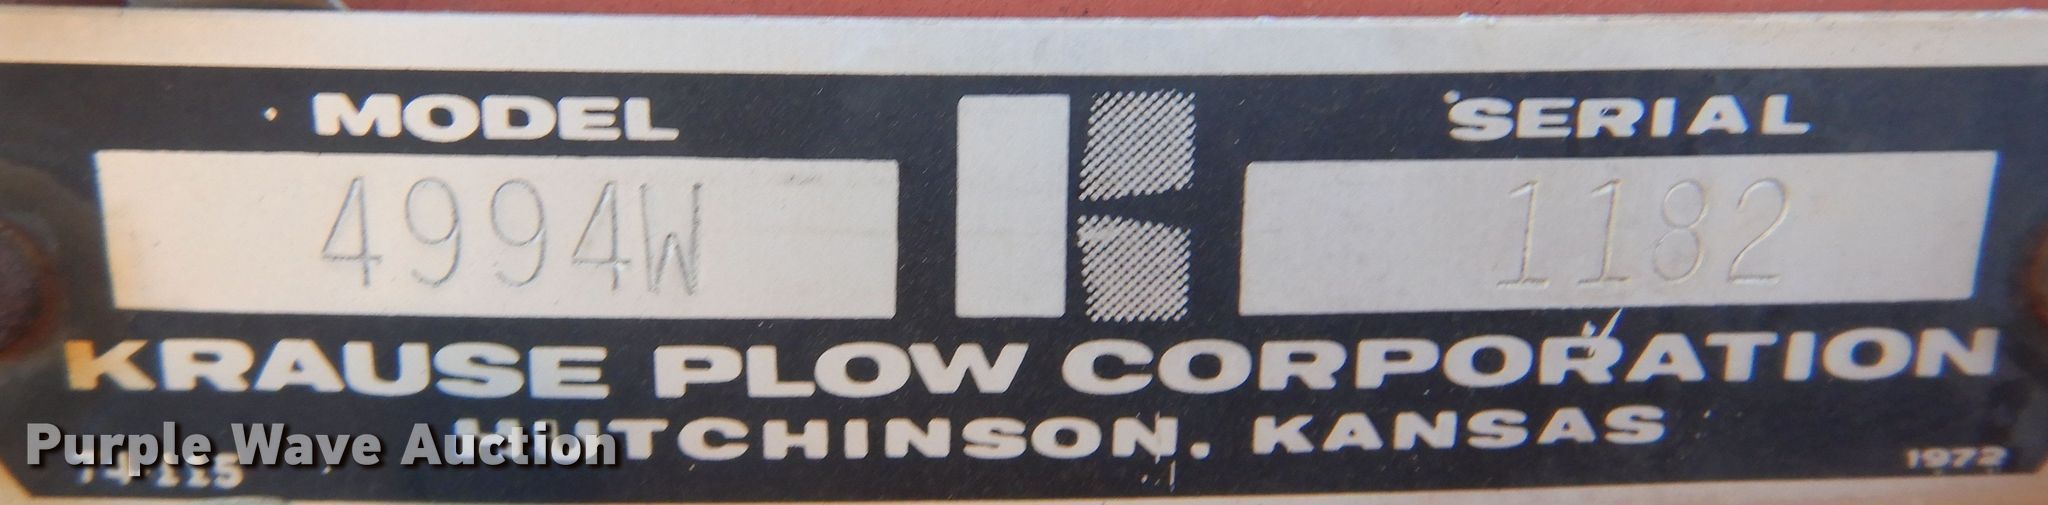 MODEL
SERIAL
4994W
1182
KRAUSE PLOW CORPORATION
HUTCHINSON, KANSAS
Purple Wave Auction
1972